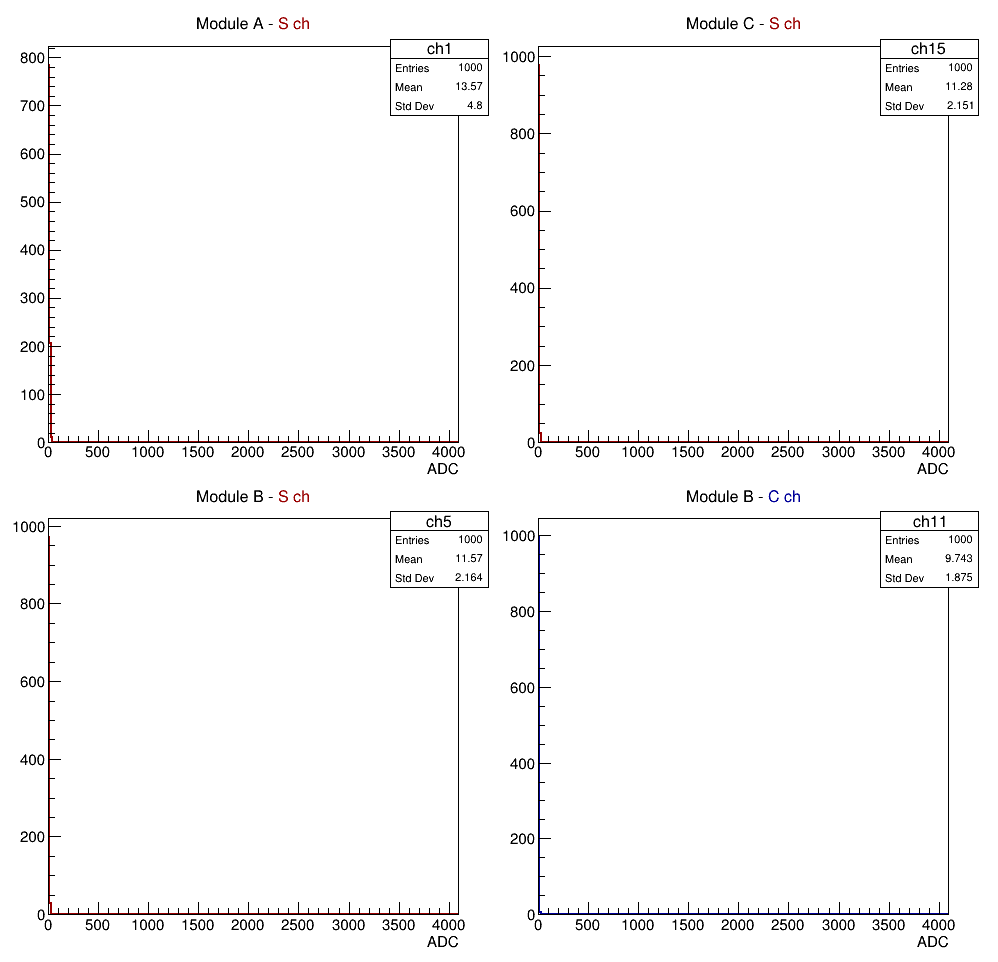 Module A - S ch
ch1
Entries 1000
Mean 13.57
Std Dev 4.8
800
700
600
500
400
300
200
100
0
0 500 1000 1500 2000 2500 3000 3500 4000
ADC
Module C - S ch
ch15
Entries 1000
Mean 11.28
Std Dev 2.151
1000
800
600
400
200
0
0 500 1000 1500 2000 2500 3000 3500 4000
ADC
Module B - S ch
ch5
Entries 1000
Mean 11.57
Std Dev 2.164
1000
800
600
400
200
0
0 500 1000 1500 2000 2500 3000 3500 4000
ADC
Module B - C ch
ch11
Entries 1000
Mean 9.743
Std Dev 1.875
1000
800
600
400
200
0
0 500 1000 1500 2000 2500 3000 3500 4000
ADC